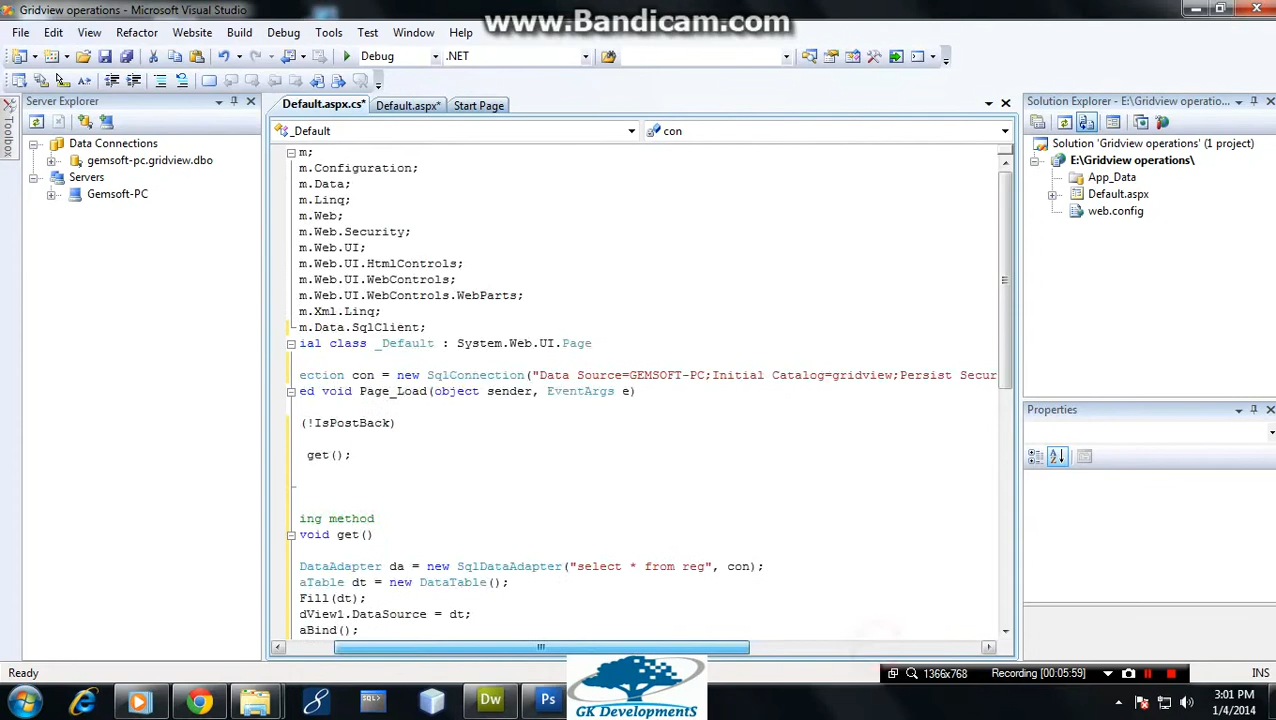 Gridview operations - Microsoft Visual Studio
www.Bandicam.com
File Edit View Refactor Website Build Debug Tools Test Window Help
Debug .NET
Server Explorer
Default.aspx.cs* Default.aspx* Start Page
Solution Explorer - E:\Gridview operatio...
Toolbox
_Default con
Data Connections
gemsoft-pc.gridview.dbo
Servers
Gemsoft-PC
m;
m.Configuration;
m.Data;
m.Linq;
m.Web;
m.Web.Security;
m.Web.UI;
m.Web.UI.HtmlControls;
m.Web.UI.WebControls;
m.Web.UI.WebControls.WebParts;
m.Xml.Linq;
m.Data.SqlClient;
ial class _Default : System.Web.UI.Page
ection con = new SqlConnection("Data Source=GEMSOFT-PC;Initial Catalog=gridview;Persist Secur
ed void Page_Load(object sender, EventArgs e)
(!IsPostBack)
get();
ing method
void get()
DataAdapter da = new SqlDataAdapter("select * from reg", con);
aTable dt = new DataTable();
Fill(dt);
dView1.DataSource = dt;
aBind();
Solution 'Gridview operations' (1 project)
E:\Gridview operations\
App_Data
Default.aspx
web.config
Properties
Ready
1366x768 Recording [00:05:59]
INS
GK DevelopmentS
Dw
Ps
3:01 PM
1/4/2014